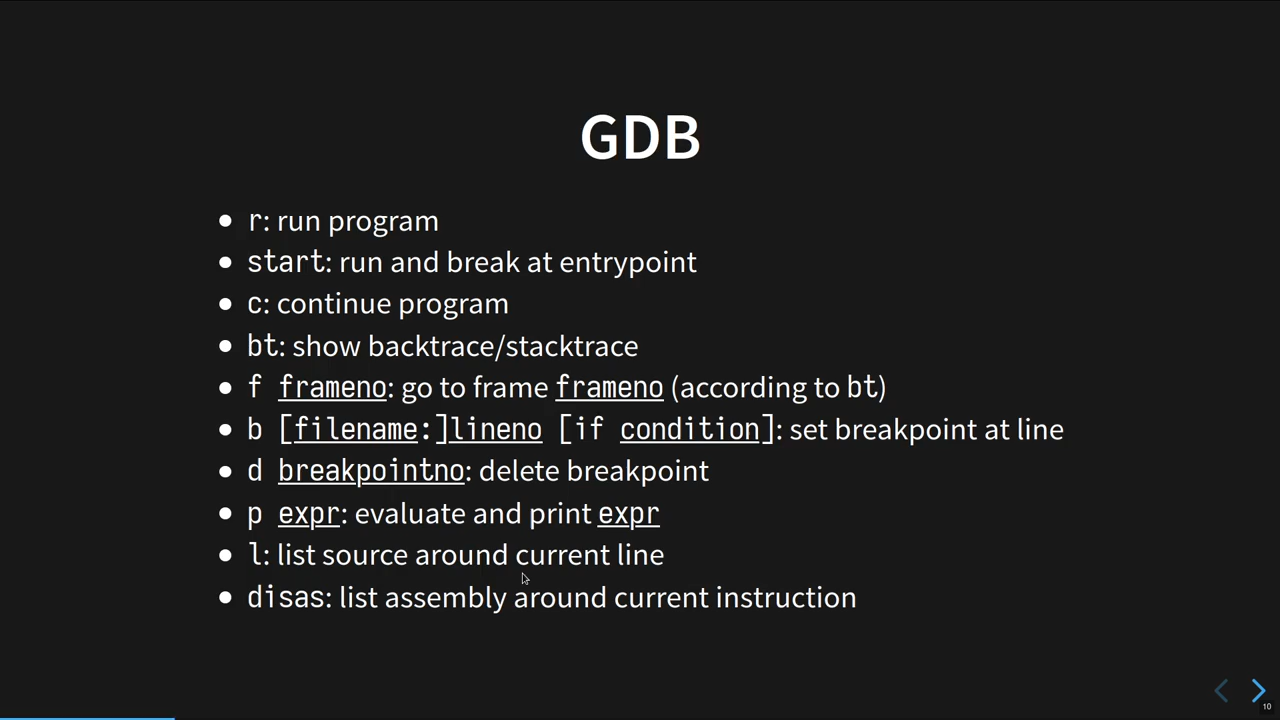 GDB
r: run program
start: run and break at entrypoint
c: continue program
bt: show backtrace/stacktrace
f frameno: go to frame frameno (according to bt)
b [filename:]lineno [if condition]: set breakpoint at line
d breakpointno: delete breakpoint
p expr: evaluate and print expr
l: list source around current line
disas: list assembly around current instruction
10